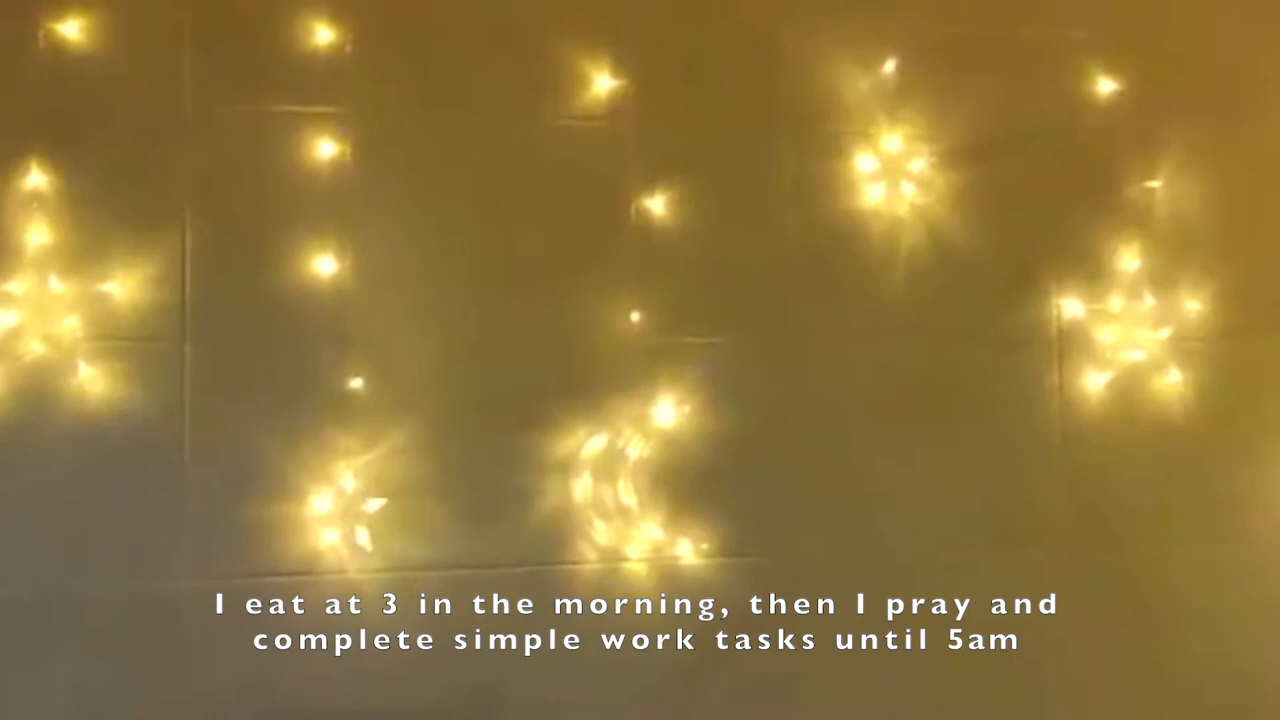 I eat at 3 in the morning, then I pray and
complete simple work tasks until 5am